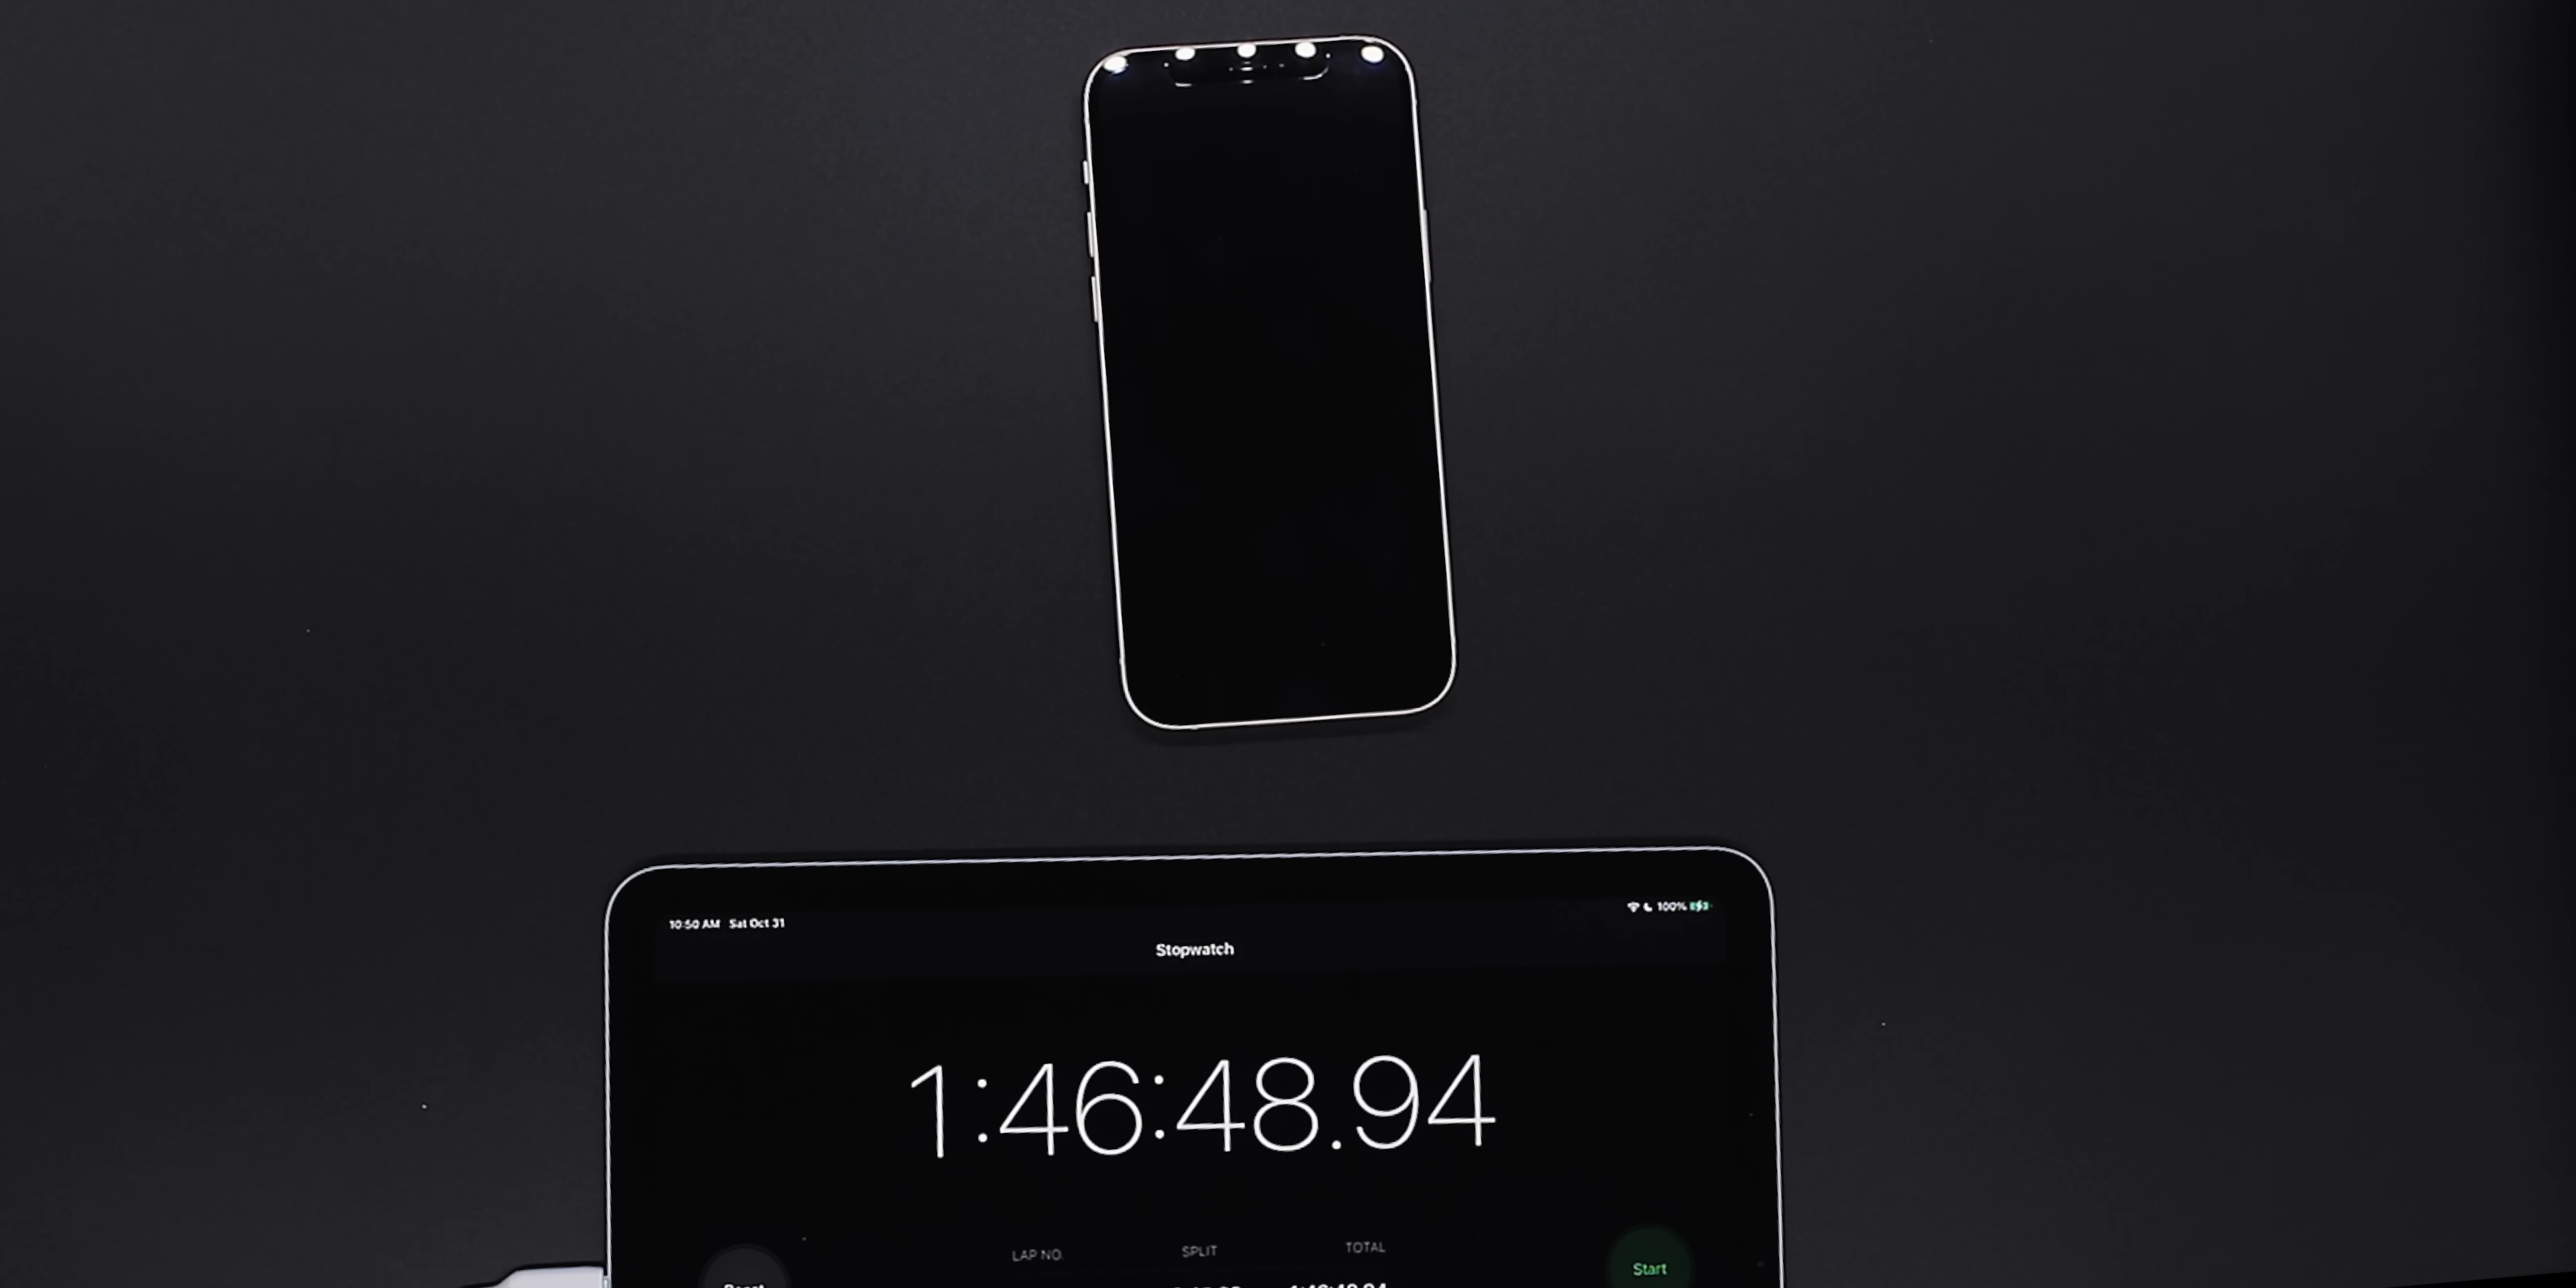 10:50 AM Sat Oct 31
100%
Stopwatch
1:46:48.94
LAP NO. SPLIT TOTAL
Start